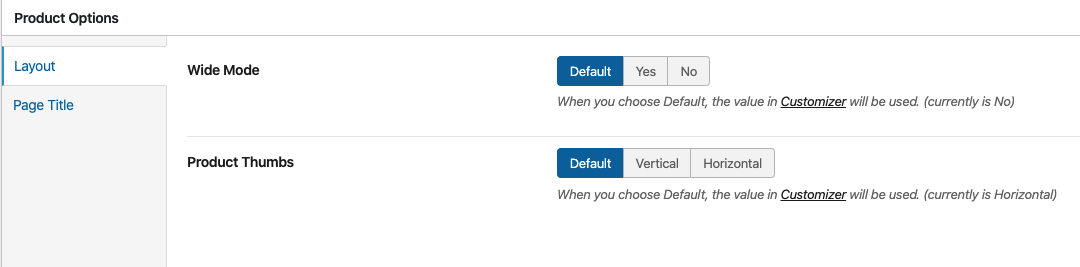 Product Options
Layout
Page Title
Wide Mode
Default Yes No
When you choose Default, the value in Customizer will be used. (currently is No)
Product Thumbs
Default Vertical Horizontal
When you choose Default, the value in Customizer will be used. (currently is Horizontal)